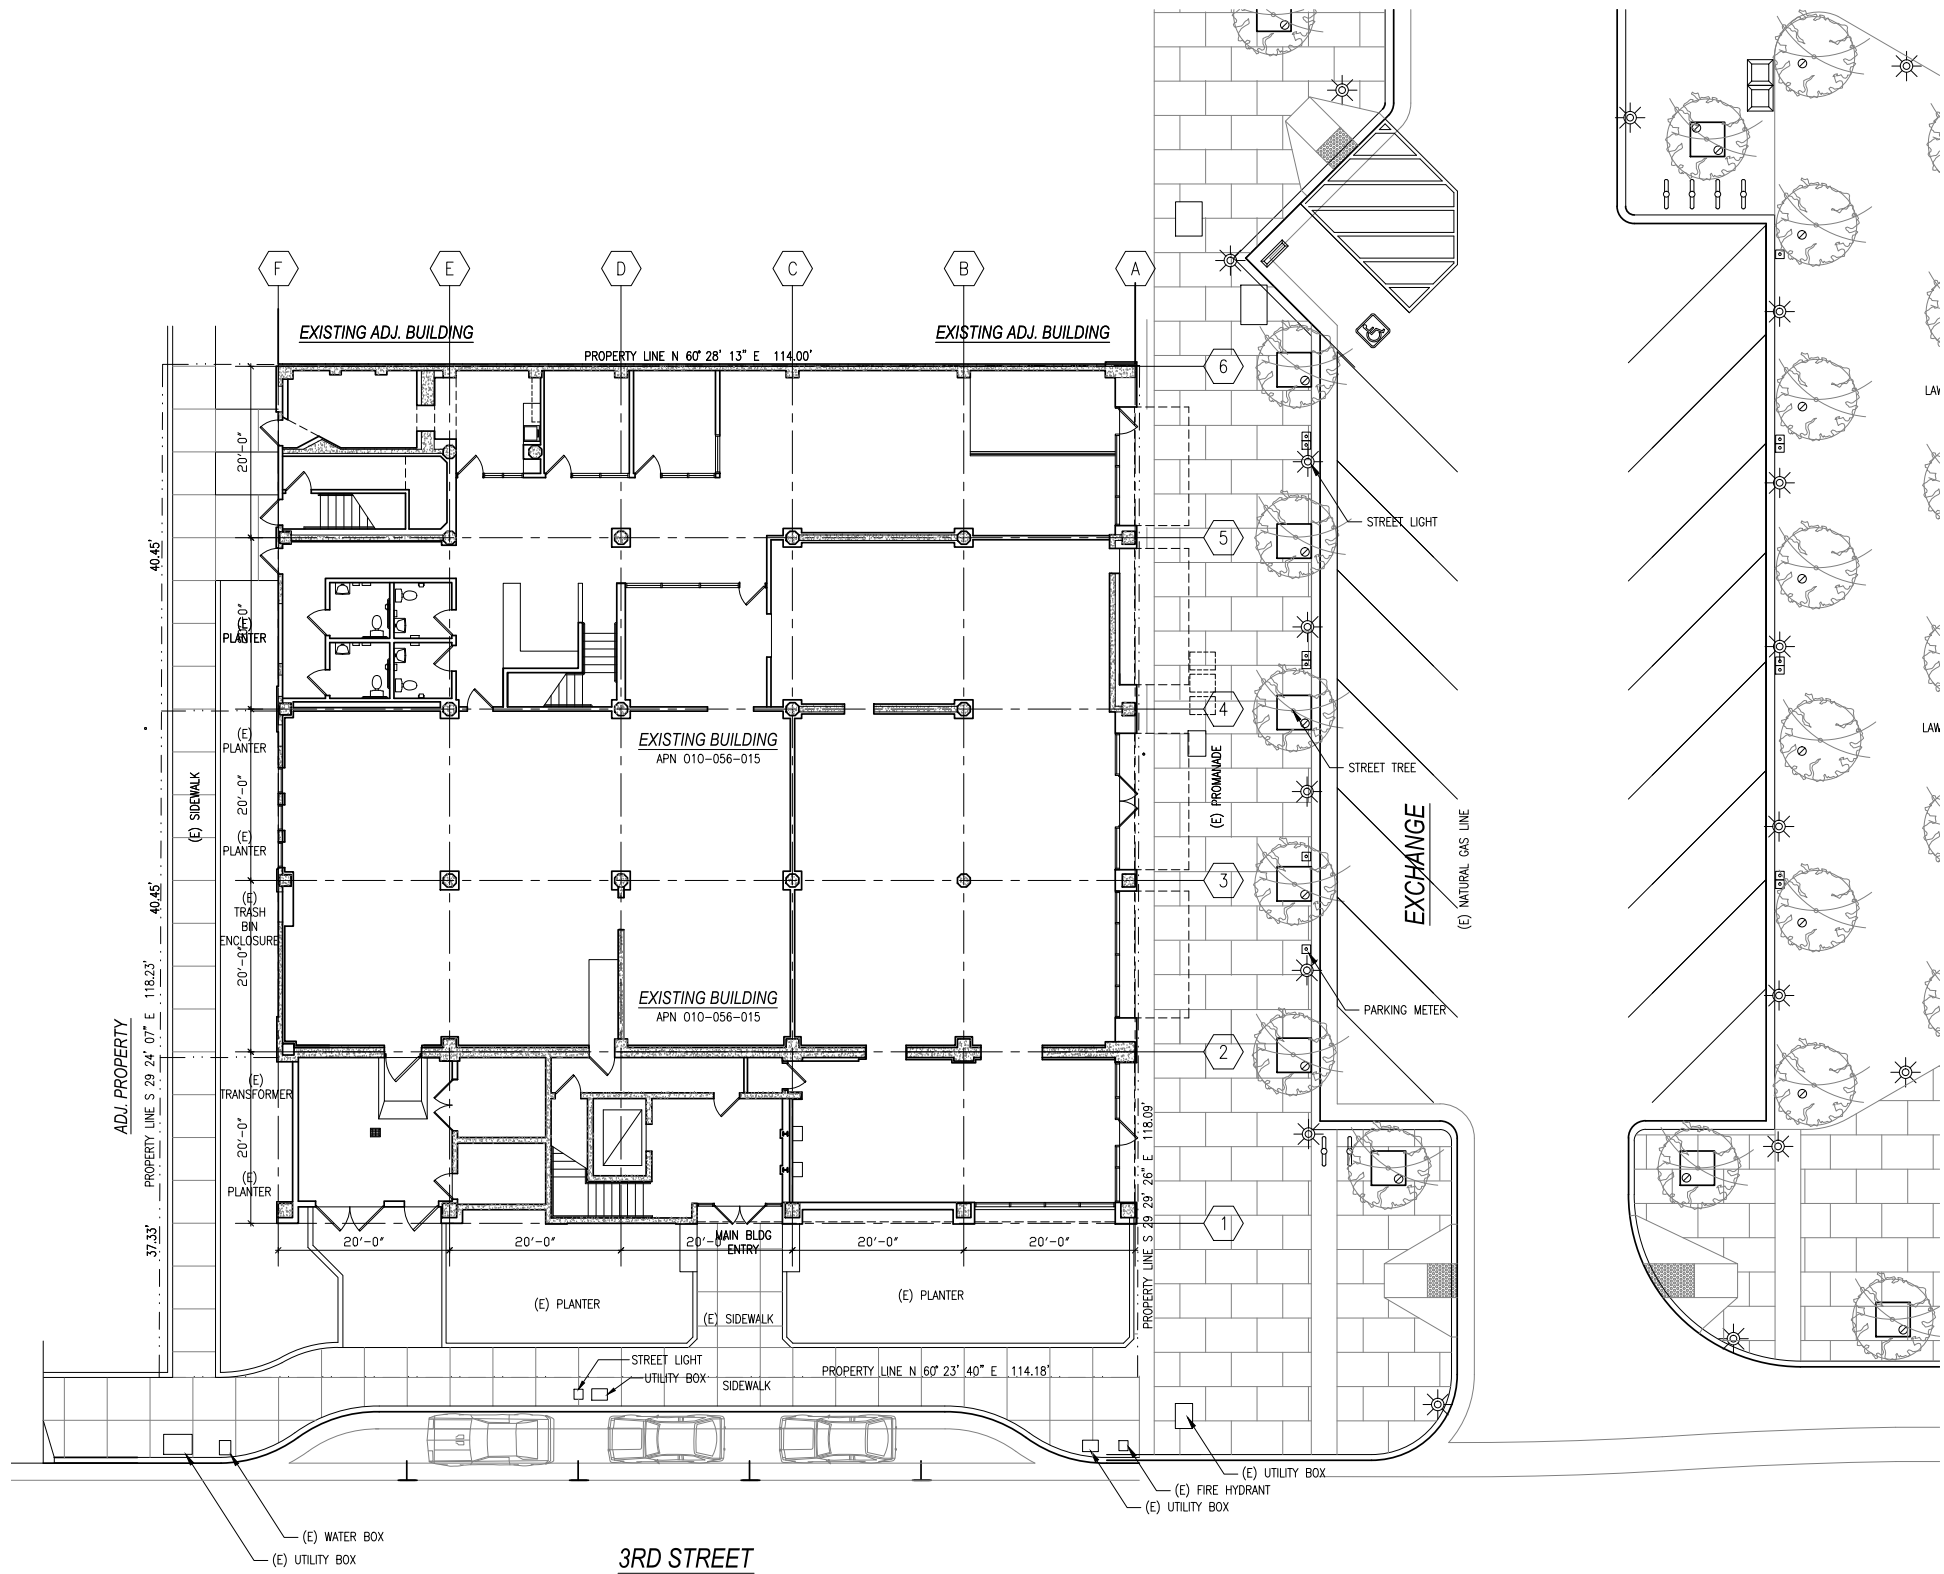 F
E
D
C
B
A
EXISTING ADJ. BUILDING
EXISTING ADJ. BUILDING
PROPERTY LINE N 60° 28' 13" E 114.00'
6
LAW
20'-0"
STREET LIGHT
5
40.45'
(E)
PLANTER
4
(E)
PLANTER
EXISTING BUILDING
APN 010-056-015
LAW
STREET TREE
(E) SIDEWALK
20'-0"
(E) PROMANADE
(E)
PLANTER
EXCHANGE
(E) NATURAL GAS LINE
3
40.45'
(E)
TRASH
BIN
ENCLOSURE
20'-0"
EXISTING BUILDING
APN 010-056-015
PARKING METER
PROPERTY LINE S 29 24' 07" E 118.23'
ADJ. PROPERTY
2
(E)
TRANSFORMER
20'-0"
(E)
PLANTER
PROPERTY LINE S 29 29' 26" E 118.09'
37.33'
1
20'-0"
20'-0"
20'-0"
MAIN BLDG
ENTRY
20'-0"
20'-0"
(E) PLANTER
(E) PLANTER
(E) SIDEWALK
STREET LIGHT
UTILITY BOX
SIDEWALK
PROPERTY LINE N 60° 23' 40" E 114.18'
(E) UTILITY BOX
(E) FIRE HYDRANT
(E) UTILITY BOX
(E) WATER BOX
(E) UTILITY BOX
3RD STREET